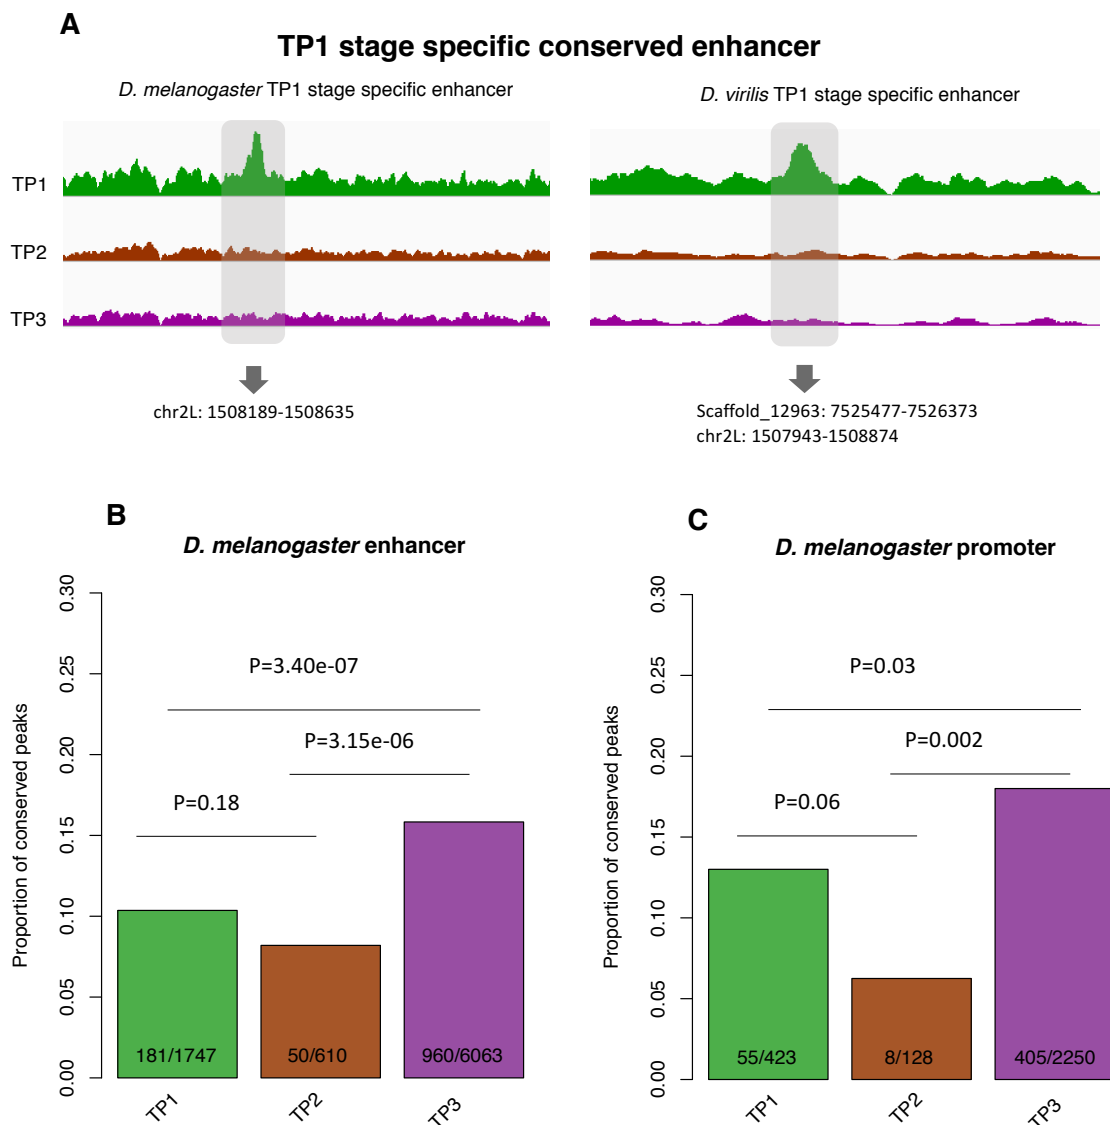 A
TP1 stage specific conserved enhancer
D. melanogaster TP1 stage specific enhancer
D. virilis TP1 stage specific enhancer
TP1
TP2
TP3
chr2L: 1508189-1508635
Scaffold_12963: 7525477-7526373
chr2L: 1507943-1508874
B
D. melanogaster enhancer
Proportion of conserved peaks
0.30
0.25
0.20
0.15
0.10
0.05
0.00
P=3.40e-07
P=3.15e-06
P=0.18
181/1747
50/610
960/6063
TP1
TP2
TP3
C
D. melanogaster promoter
Proportion of conserved peaks
0.30
0.25
0.20
0.15
0.10
0.05
0.00
P=0.03
P=0.002
P=0.06
55/423
8/128
405/2250
TP1
TP2
TP3